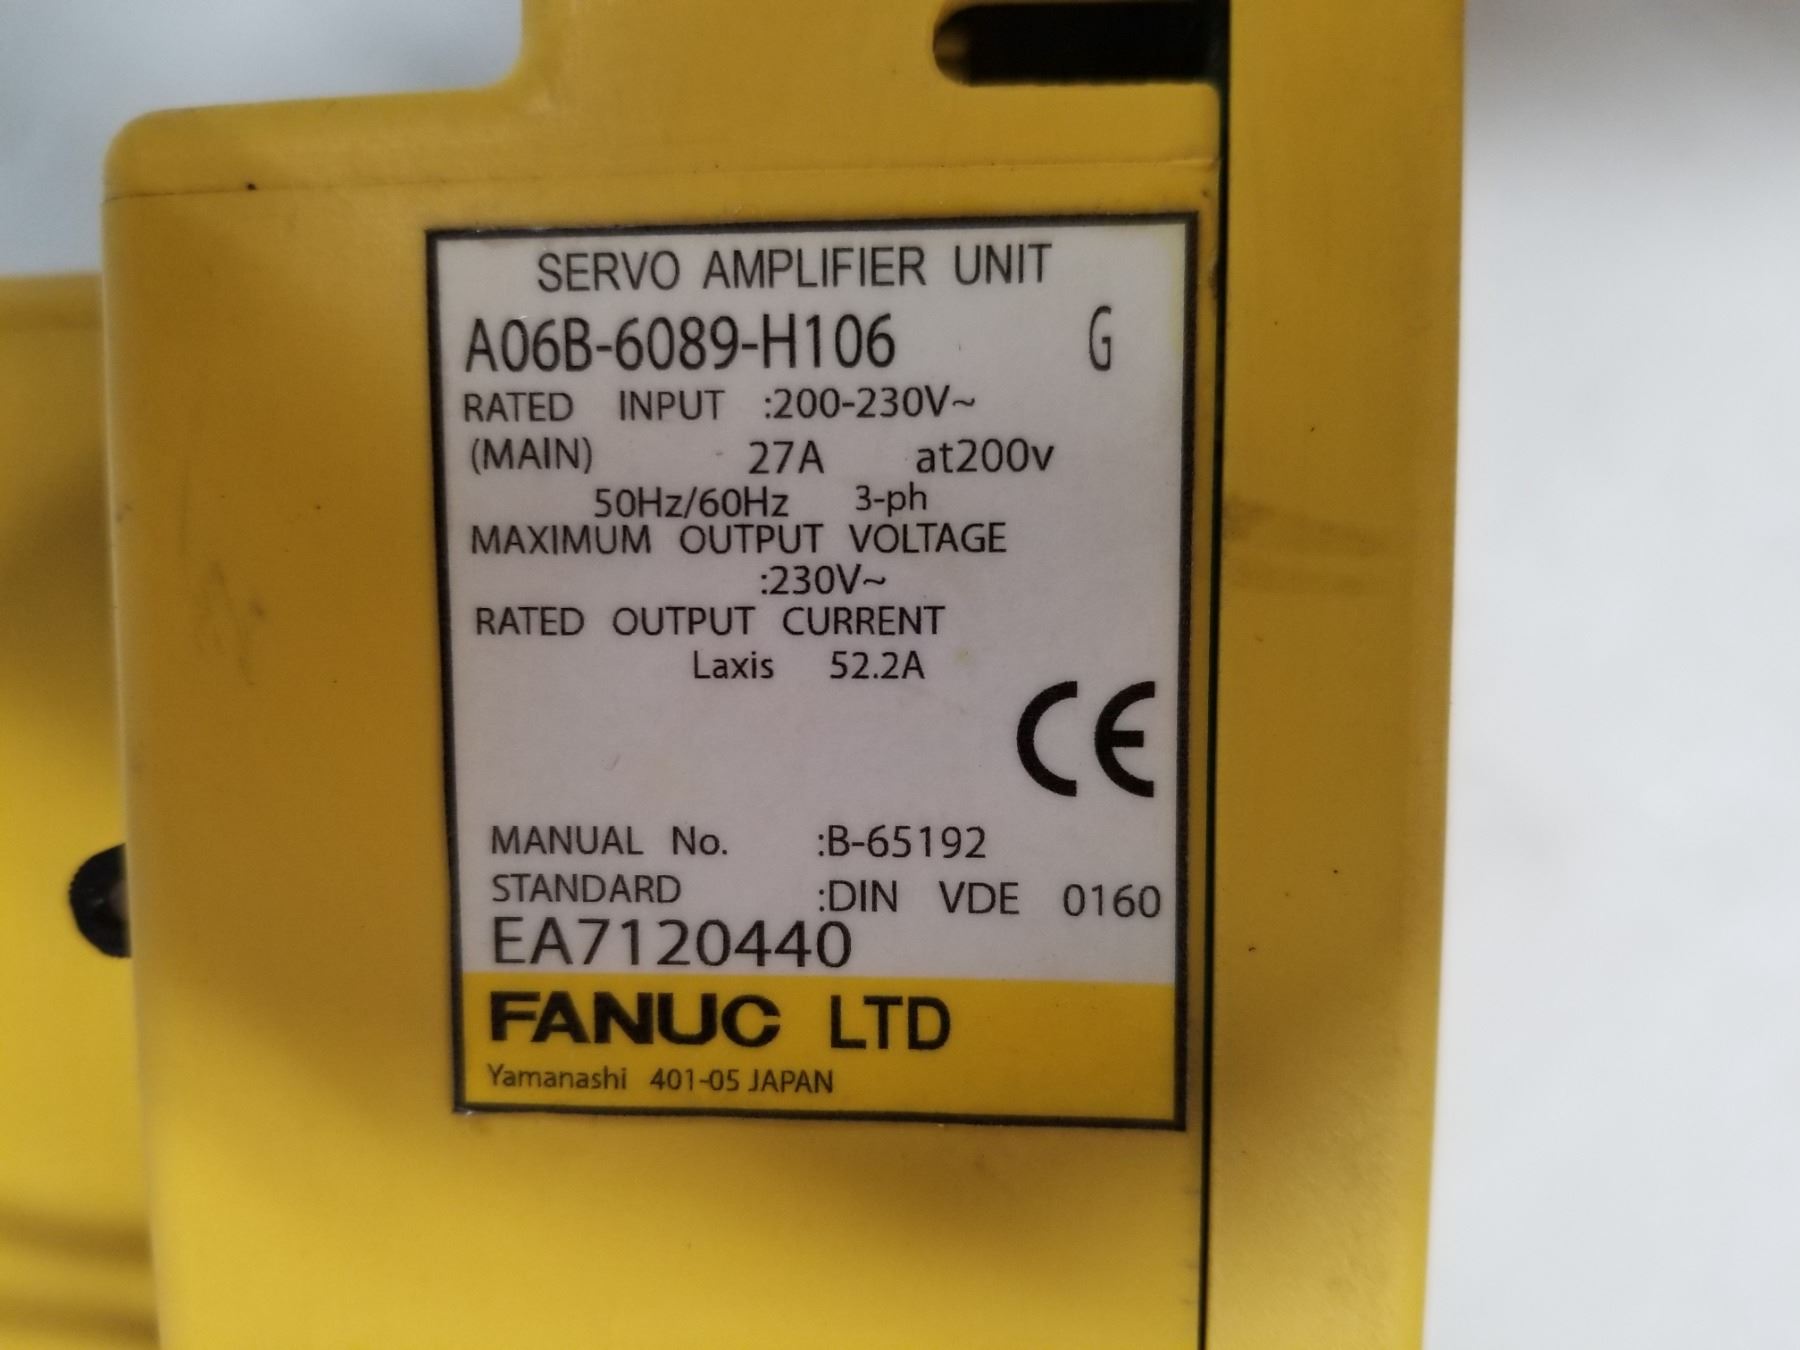 SERVO AMPLIFIER UNIT
A06B-6089-H106 G
RATED INPUT :200-230V~
(MAIN) 27A at200v
50Hz/60Hz 3-ph
MAXIMUM OUTPUT VOLTAGE
:230V~
RATED OUTPUT CURRENT
Laxis 52.2A
CE
MANUAL No. :B-65192
STANDARD :DIN VDE 0160
EA7120440
FANUC LTD
Yamanashi 401-05 JAPAN